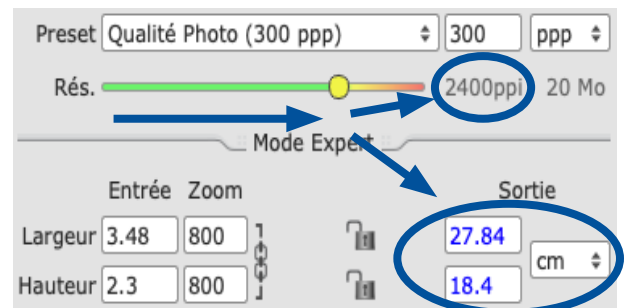 Preset Qualité Photo (300 ppp) 300 ppp
Rés. 2400ppi 20 Mo
Mode Expert
Entrée Zoom Sortie
Largeur 3.48 800 27.84
cm
Hauteur 2.3 800 18.4